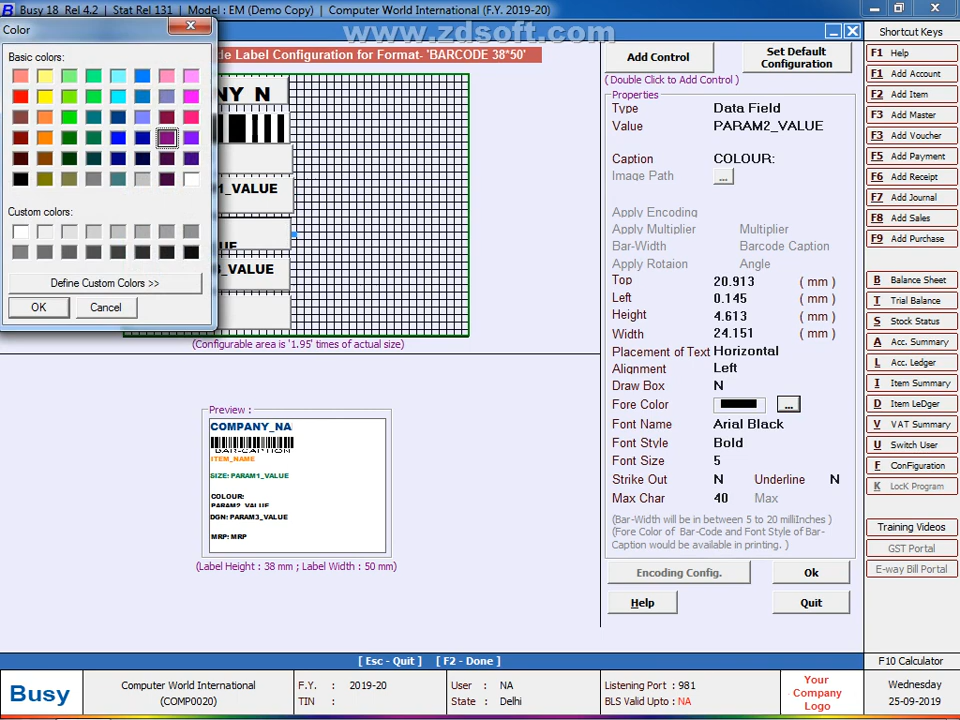 Busy 18 Rel 4.2 | Stat Rel 131 | Model : EM (Demo Copy) | Computer World International (F.Y. 2019-20)
www.zdsoft.com
Color
Basic colors:
Custom colors:
Define Custom Colors >>
OK
Cancel
de Label Configuration for Format- 'BARCODE 38*50'
NY N
1_VALUE
UE
3_VALUE
(Configurable area is '1.95' times of actual size)
Preview :
COMPANY_NA
BAR-CAPTION
ITEM_NAME
SIZE: PARAM1_VALUE
COLOUR:
PARAM2_VALUE
DGN: PARAM3_VALUE
MRP: MRP
(Label Height : 38 mm ; Label Width : 50 mm)
Add Control
Set Default Configuration
( Double Click to Add Control )
Properties
Type Data Field
Value PARAM2_VALUE
Caption COLOUR:
Image Path ...
Apply Encoding
Apply Multiplier Multiplier
Bar-Width Barcode Caption
Apply Rotaion Angle
Top 20.913 ( mm )
Left 0.145 ( mm )
Height 4.613 ( mm )
Width 24.151 ( mm )
Placement of Text Horizontal
Alignment Left
Draw Box N
Fore Color ...
Font Name Arial Black
Font Style Bold
Font Size 5
Strike Out N Underline N
Max Char 40 Max
(Bar-Width will be in between 5 to 20 milliInches )
(Fore Color of Bar-Code and Font Style of Bar-
Caption would be available in printing. )
Encoding Config.
Ok
Help
Quit
Shortcut Keys
F1 Help
F1 Add Account
F2 Add Item
F3 Add Master
F3 Add Voucher
F5 Add Payment
F6 Add Receipt
F7 Add Journal
F8 Add Sales
F9 Add Purchase
B Balance Sheet
T Trial Balance
S Stock Status
A Acc. Summary
L Acc. Ledger
I Item Summary
D Item LeDger
V VAT Summary
U Switch User
F ConFiguration
K LocK Program
Training Videos
GST Portal
E-way Bill Portal
[ Esc - Quit ] [ F2 - Done ]
F10 Calculator
Busy
Computer World International
(COMP0020)
F.Y. : 2019-20
TIN :
User : NA
State : Delhi
Listening Port : 981
BLS Valid Upto : NA
Your
Company
Logo
Wednesday
25-09-2019